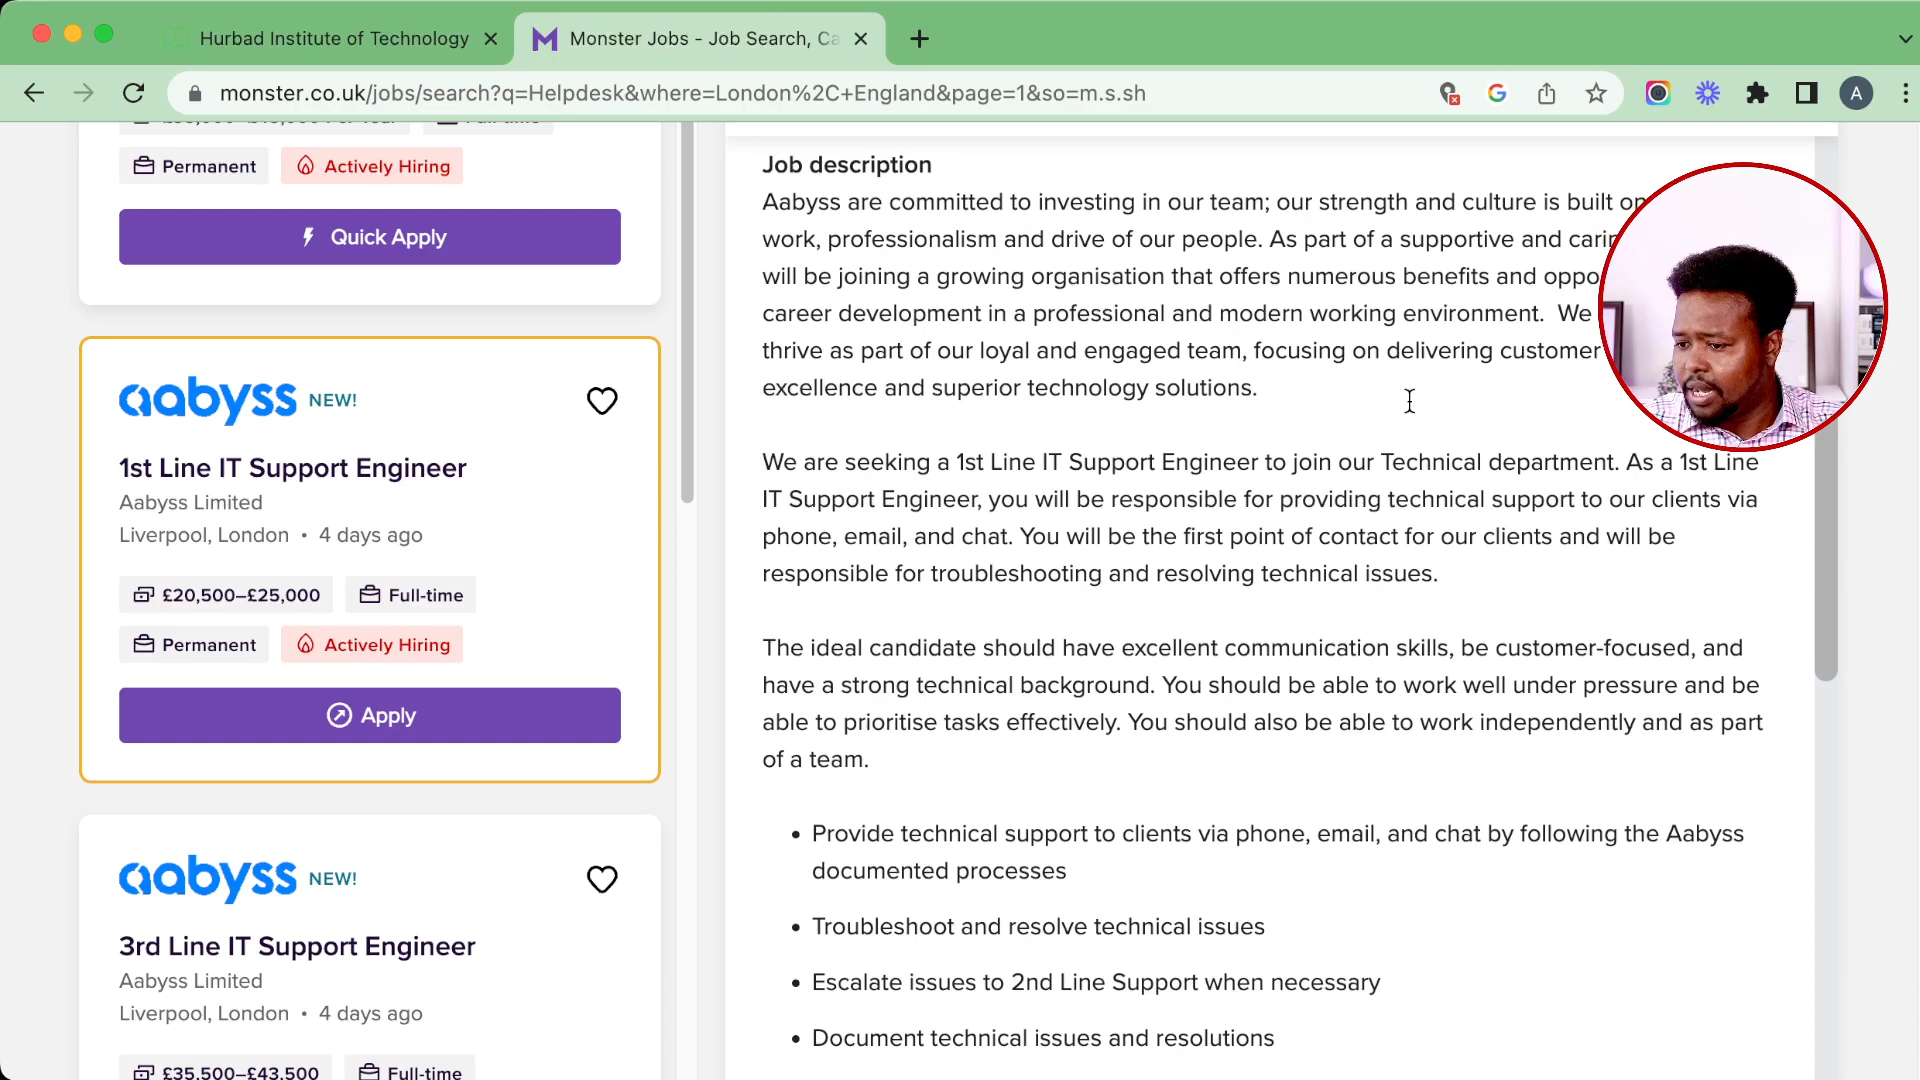 Hurbad Institute of Technology
Monster Jobs - Job Search, Ca
monster.co.uk/jobs/search?q=Helpdesk&where=London%2C+England&page=1&so=m.s.sh
A
Permanent
Actively Hiring
Quick Apply
aabyss NEW!
1st Line IT Support Engineer
Aabyss Limited
Liverpool, London • 4 days ago
£20,500–£25,000
Full-time
Permanent
Actively Hiring
Apply
aabyss NEW!
3rd Line IT Support Engineer
Aabyss Limited
Liverpool, London • 4 days ago
£35,500–£43,500
Full-time
Job description
Aabyss are committed to investing in our team; our strength and culture is built on
work, professionalism and drive of our people. As part of a supportive and carin
will be joining a growing organisation that offers numerous benefits and oppo
career development in a professional and modern working environment. We
thrive as part of our loyal and engaged team, focusing on delivering customer
excellence and superior technology solutions.
We are seeking a 1st Line IT Support Engineer to join our Technical department. As a 1st Line
IT Support Engineer, you will be responsible for providing technical support to our clients via
phone, email, and chat. You will be the first point of contact for our clients and will be
responsible for troubleshooting and resolving technical issues.
The ideal candidate should have excellent communication skills, be customer-focused, and
have a strong technical background. You should be able to work well under pressure and be
able to prioritise tasks effectively. You should also be able to work independently and as part
of a team.
• Provide technical support to clients via phone, email, and chat by following the Aabyss
documented processes
• Troubleshoot and resolve technical issues
• Escalate issues to 2nd Line Support when necessary
• Document technical issues and resolutions